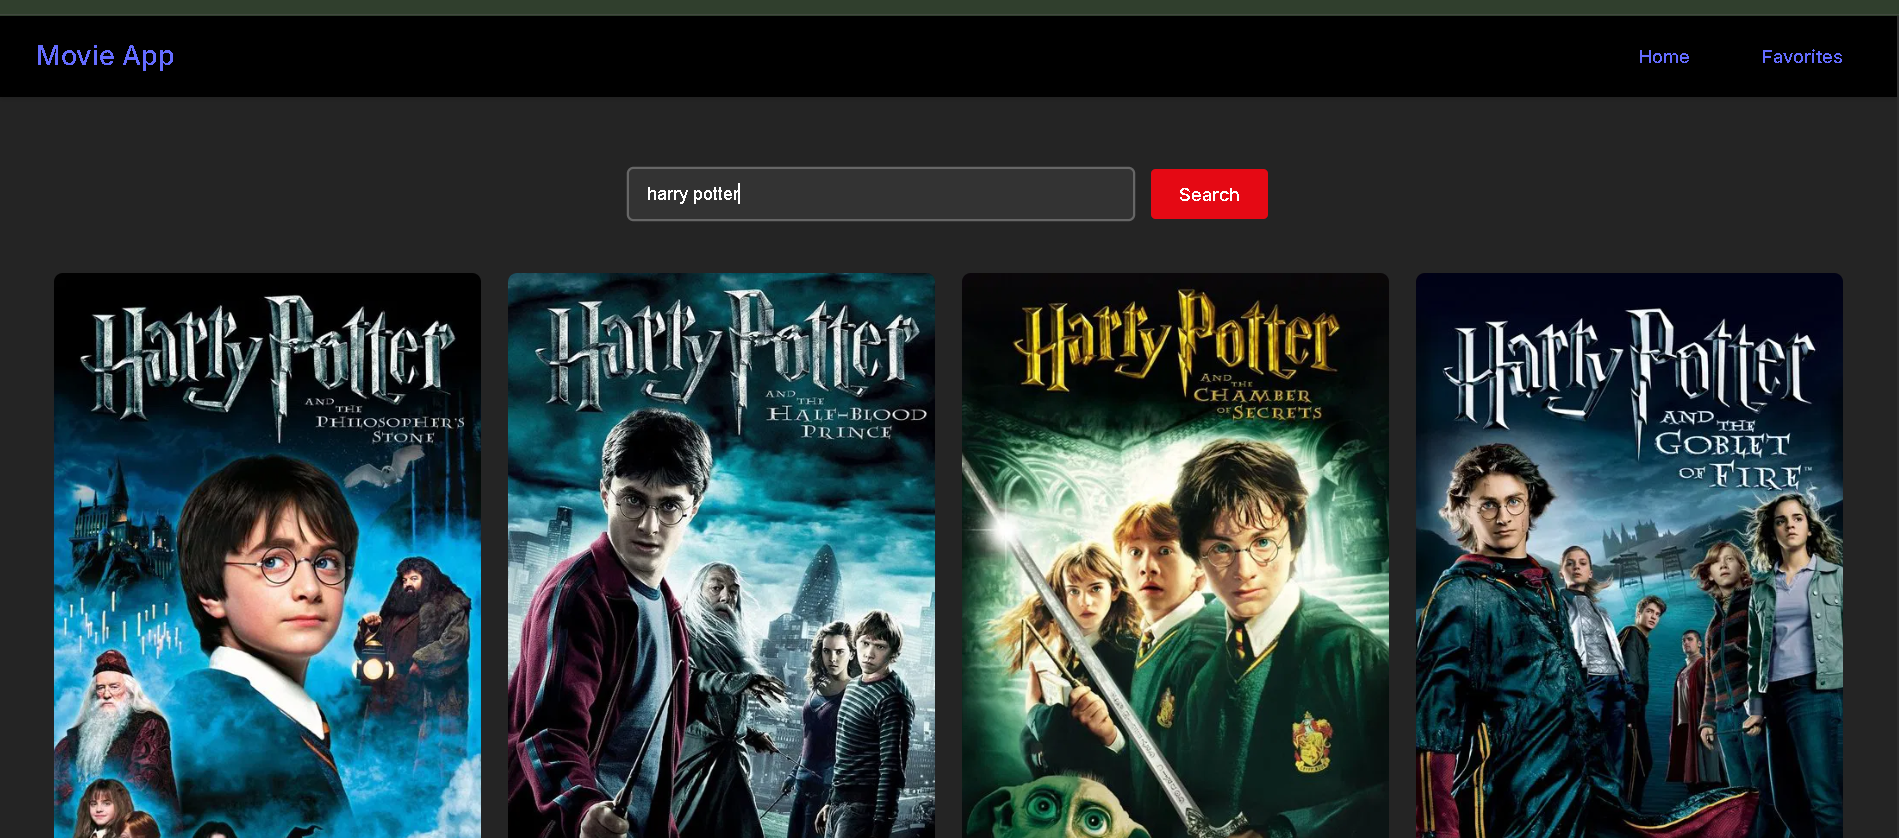 Movie App
Home
Favorites
harry potter
Search
Harry Potter
AND THE
PHILOSOPHER'S
STONE
Harry Potter
AND THE
HALF-BLOOD
PRINCE
Harry Potter
AND THE
CHAMBER
OF SECRETS
Harry Potter
AND THE
GOBLET
OF FIRE™